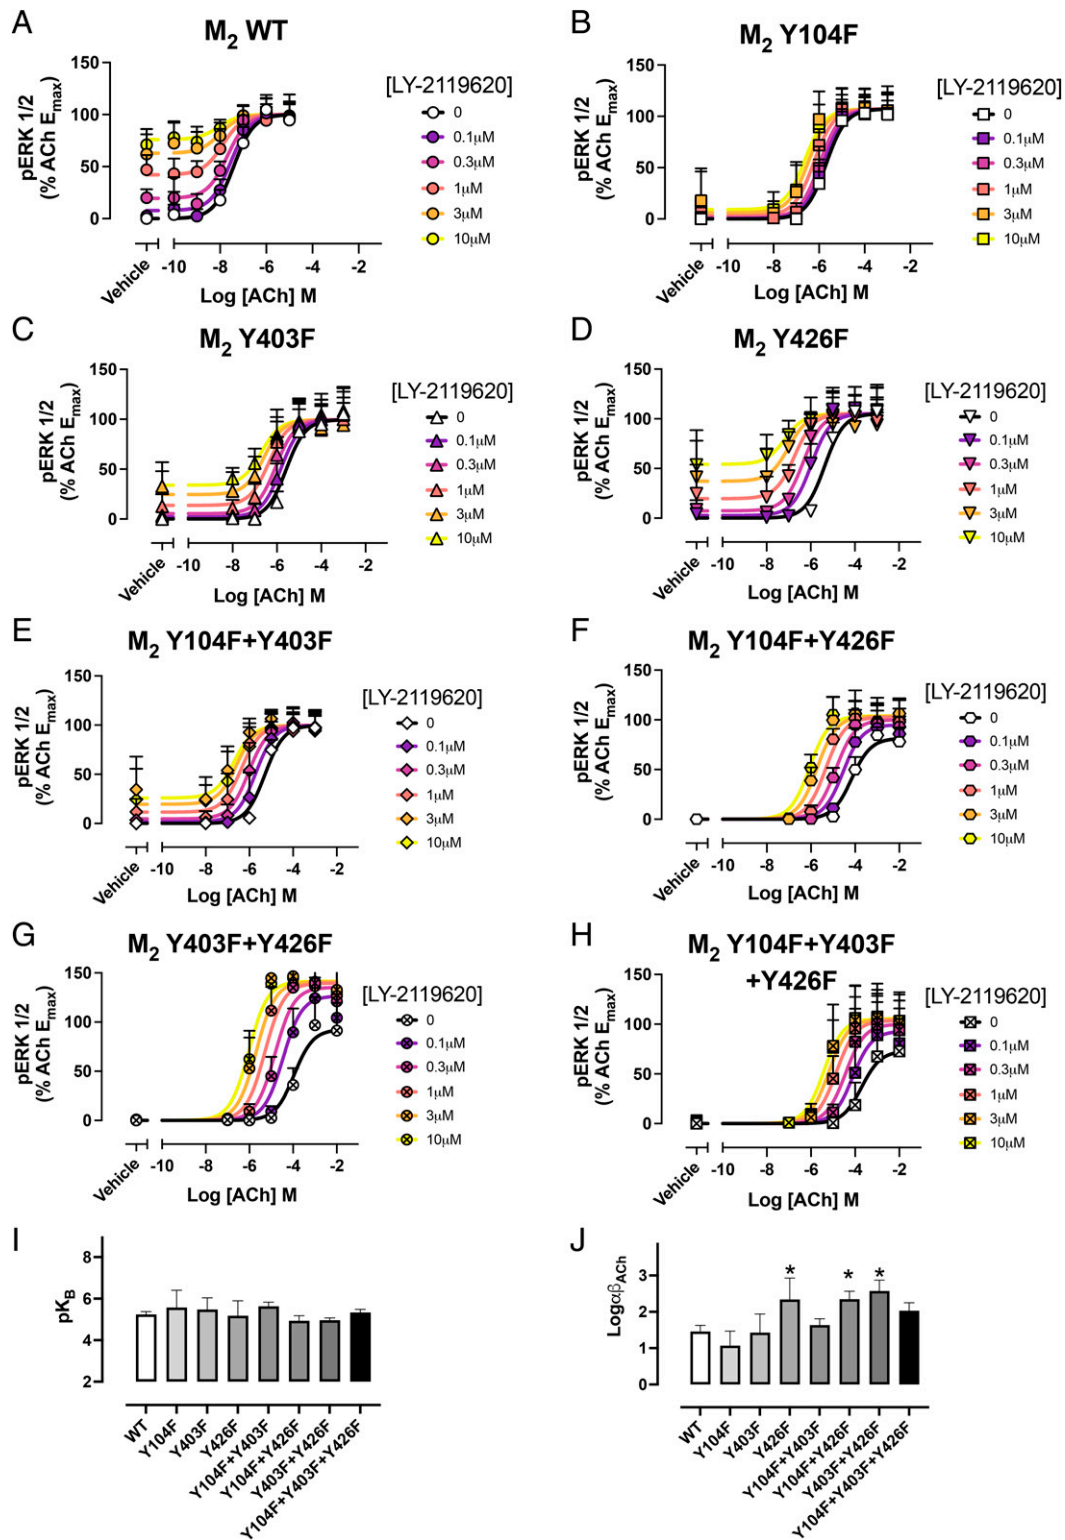 A
M2 WT
pERK 1/2
(% ACh Emax)
150
100
50
0
Vehicle
-10
-8
-6
-4
-2
Log [ACh] M
[LY-2119620]
0
0.1µM
0.3µM
1µM
3µM
10µM
B
M2 Y104F
pERK 1/2
(% ACh Emax)
150
100
50
0
Vehicle
-10
-8
-6
-4
-2
Log [ACh] M
[LY-2119620]
0
0.1µM
0.3µM
1µM
3µM
10µM
C
M2 Y403F
pERK 1/2
(% ACh Emax)
150
100
50
0
Vehicle
-10
-8
-6
-4
-2
Log [ACh] M
[LY-2119620]
0
0.1µM
0.3µM
1µM
3µM
10µM
D
M2 Y426F
pERK 1/2
(% ACh Emax)
150
100
50
0
Vehicle
-10
-8
-6
-4
-2
Log [ACh] M
[LY-2119620]
0
0.1µM
0.3µM
1µM
3µM
10µM
E
M2 Y104F+Y403F
pERK 1/2
(% ACh Emax)
150
100
50
0
Vehicle
-10
-8
-6
-4
-2
Log [ACh] M
[LY-2119620]
0
0.1µM
0.3µM
1µM
3µM
10µM
F
M2 Y104F+Y426F
pERK 1/2
(% ACh Emax)
150
100
50
0
Vehicle
-10
-8
-6
-4
-2
Log [ACh] M
[LY-2119620]
0
0.1µM
0.3µM
1µM
3µM
10µM
G
M2 Y403F+Y426F
pERK 1/2
(% ACh Emax)
150
100
50
0
Vehicle
-10
-8
-6
-4
-2
Log [ACh] M
[LY-2119620]
0
0.1µM
0.3µM
1µM
3µM
10µM
H
M2 Y104F+Y403F
+Y426F
pERK 1/2
(% ACh Emax)
150
100
50
0
Vehicle
-10
-8
-6
-4
-2
Log [ACh] M
[LY-2119620]
0
0.1µM
0.3µM
1µM
3µM
10µM
I
pKB
8
6
4
2
WT
Y104F
Y403F
Y426F
Y104F+Y403F
Y104F+Y426F
Y403F+Y426F
Y104F+Y403F+Y426F
J
LogαβACh
3
2
1
0
*
*
*
WT
Y104F
Y403F
Y426F
Y104F+Y403F
Y104F+Y426F
Y403F+Y426F
Y104F+Y403F+Y426F